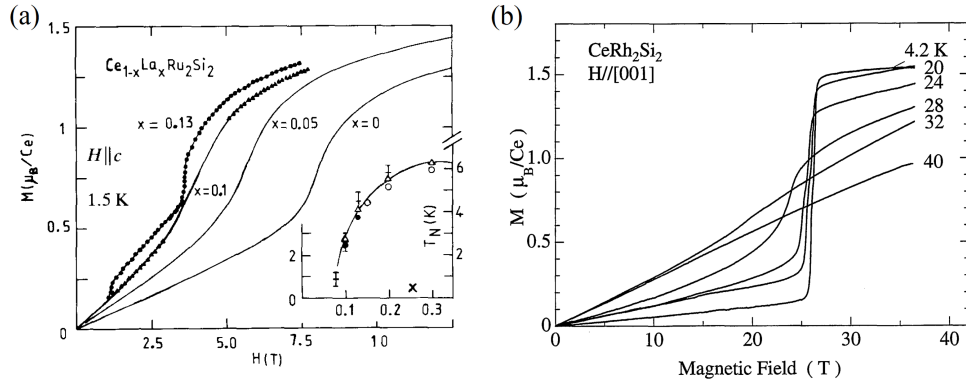 (a)
1.5
Ce1-xLaxRu2Si2
x = 0.13
x=0.05
x=0
1
M(μB/Ce)
H||c
1.5 K
x=0.1
0.5
6
4
2
0
TN(K)
2
1
0
0.1
x
0.2
0.3
0
2.5
5
7.5
10
H(T)
(b)
CeRh2Si2
H//[001]
4.2 K
20
24
28
32
40
1.5
1.0
0.5
0
M (μB/Ce)
0
10
20
30
40
Magnetic Field ( T )